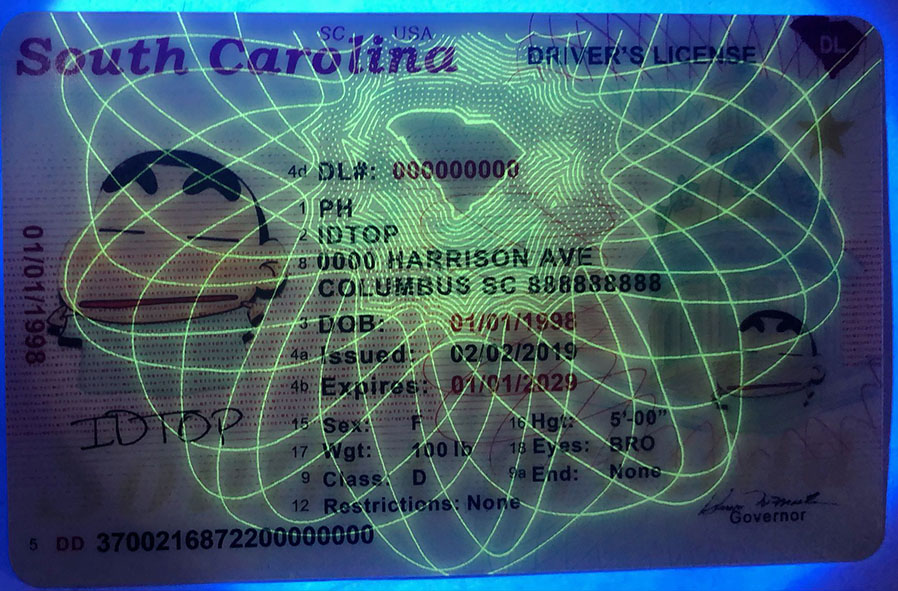 SC USA
South Carolina DRIVER'S LICENSE DL
4d DL#: 000000000
1 PH
2 IDTOP
8 0000 HARRISON AVE
COLUMBUS SC 888888888
3 DOB: 01/01/1998
4a Issued: 02/02/2019
4b Expires: 01/01/2029
15 Sex: F 16 Hgt: 5'-00"
17 Wgt: 100 lb 18 Eyes: BRO
9 Class: D 9a End: None
12 Restrictions: None
01/01/1998
IDTOP
Governor
5 DD 3700216872200000000